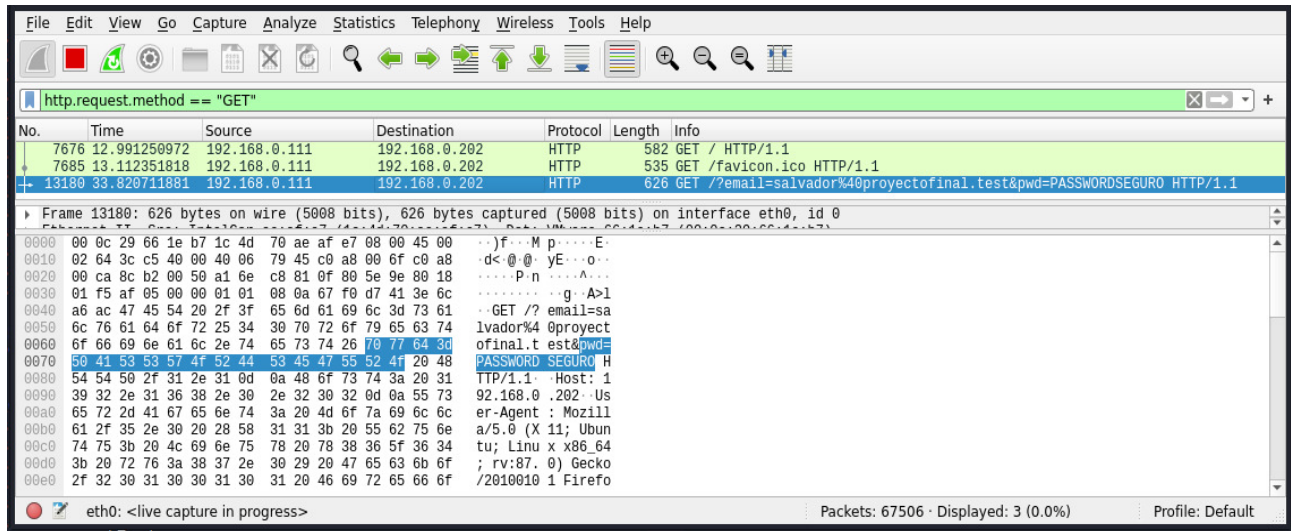 File Edit View Go Capture Analyze Statistics Telephony Wireless Tools Help
http.request.method == "GET"
No. Time Source Destination Protocol Length Info
7676 12.991250972 192.168.0.111 192.168.0.202 HTTP 582 GET / HTTP/1.1
7685 13.112351818 192.168.0.111 192.168.0.202 HTTP 535 GET /favicon.ico HTTP/1.1
13180 33.820711881 192.168.0.111 192.168.0.202 HTTP 626 GET /?email=salvador%40proyectofinal.test&pwd=PASSWORDSEGURO HTTP/1.1
Frame 13180: 626 bytes on wire (5008 bits), 626 bytes captured (5008 bits) on interface eth0, id 0
0000 00 0c 29 66 1e b7 1c 4d 70 ae af e7 08 00 45 00 ··)f···M p·····E·
0010 02 64 3c c5 40 00 40 06 79 45 c0 a8 00 6f c0 a8 ·d<·@·@· yE···o··
0020 00 ca 8c b2 00 50 a1 6e c8 81 0f 80 5e 9e 80 18 ·····P·n ····^···
0030 01 f5 af 05 00 00 01 01 08 0a 67 f0 d7 41 3e 6c ········ ··g··A>l
0040 a6 ac 47 45 54 20 2f 3f 65 6d 61 69 6c 3d 73 61 ··GET /? email=sa
0050 6c 76 61 64 6f 72 25 34 30 70 72 6f 79 65 63 74 lvador%4 0proyect
0060 6f 66 69 6e 61 6c 2e 74 65 73 74 26 70 77 64 3d ofinal.t est&pwd=
0070 50 41 53 53 57 4f 52 44 53 45 47 55 52 4f 20 48 PASSWORD SEGURO H
0080 54 54 50 2f 31 2e 31 0d 0a 48 6f 73 74 3a 20 31 TTP/1.1· ·Host: 1
0090 39 32 2e 31 36 38 2e 30 2e 32 30 32 0d 0a 55 73 92.168.0 .202··Us
00a0 65 72 2d 41 67 65 6e 74 3a 20 4d 6f 7a 69 6c 6c er-Agent : Mozill
00b0 61 2f 35 2e 30 20 28 58 31 31 3b 20 55 62 75 6e a/5.0 (X 11; Ubun
00c0 74 75 3b 20 4c 69 6e 75 78 20 78 38 36 5f 36 34 tu; Linu x x86_64
00d0 3b 20 72 76 3a 38 37 2e 30 29 20 47 65 63 6b 6f ; rv:87. 0) Gecko
00e0 2f 32 30 31 30 30 31 30 31 20 46 69 72 65 66 6f /2010010 1 Firefo
eth0: <live capture in progress> Packets: 67506 · Displayed: 3 (0.0%) Profile: Default